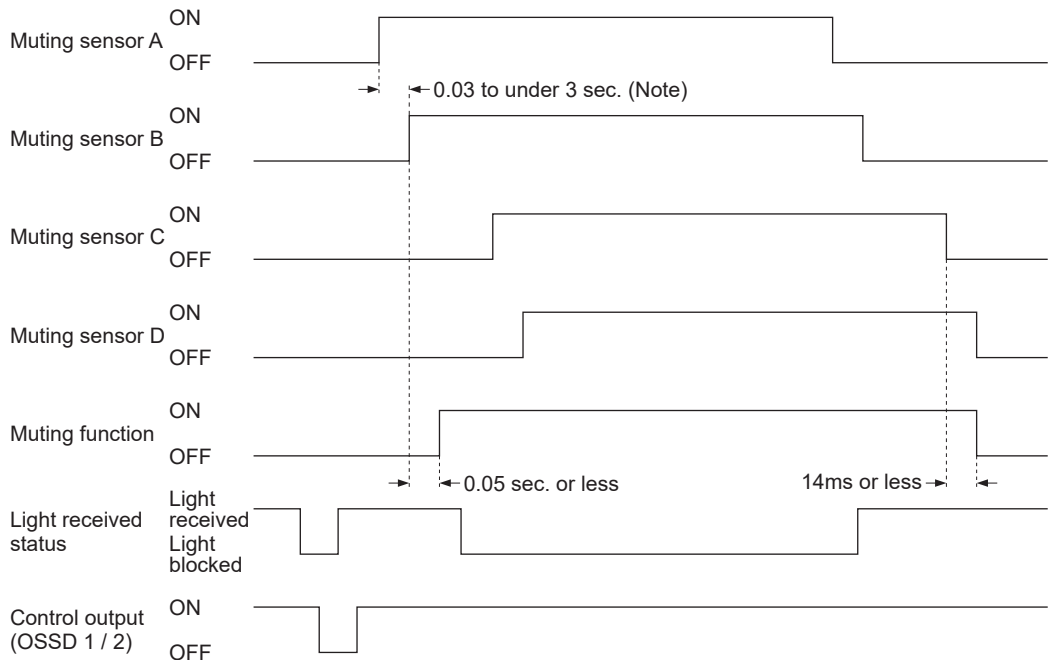 ON
Muting sensor A
OFF
0.03 to under 3 sec. (Note)
ON
Muting sensor B
OFF
ON
Muting sensor C
OFF
ON
Muting sensor D
OFF
ON
Muting function
OFF
0.05 sec. or less
14ms or less
Light received
status
Light
received
Light
blocked
Control output
(OSSD 1 / 2)
ON
OFF